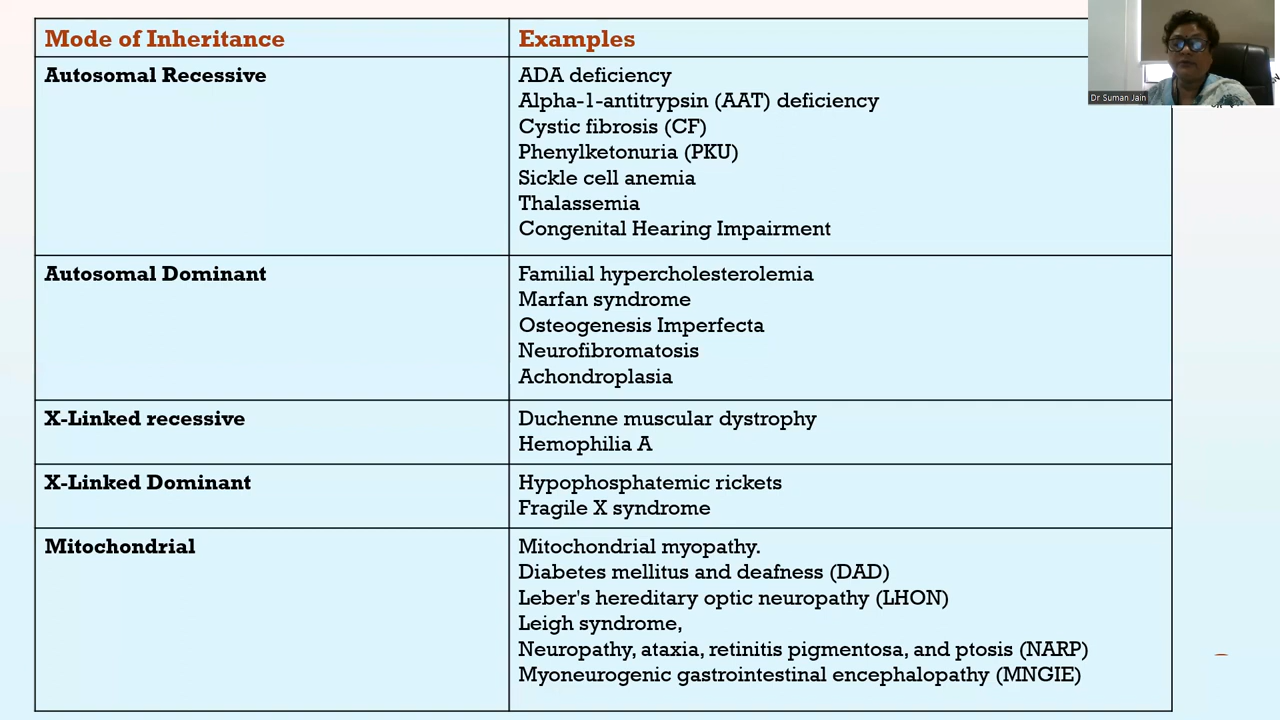 Mode of Inheritance
Examples
Autosomal Recessive
ADA deficiency
Alpha-1-antitrypsin (AAT) deficiency
Cystic fibrosis (CF)
Phenylketonuria (PKU)
Sickle cell anemia
Thalassemia
Congenital Hearing Impairment
Autosomal Dominant
Familial hypercholesterolemia
Marfan syndrome
Osteogenesis Imperfecta
Neurofibromatosis
Achondroplasia
X-Linked recessive
Duchenne muscular dystrophy
Hemophilia A
X-Linked Dominant
Hypophosphatemic rickets
Fragile X syndrome
Mitochondrial
Mitochondrial myopathy.
Diabetes mellitus and deafness (DAD)
Leber's hereditary optic neuropathy (LHON)
Leigh syndrome,
Neuropathy, ataxia, retinitis pigmentosa, and ptosis (NARP)
Myoneurogenic gastrointestinal encephalopathy (MNGIE)
Dr Suman Jain